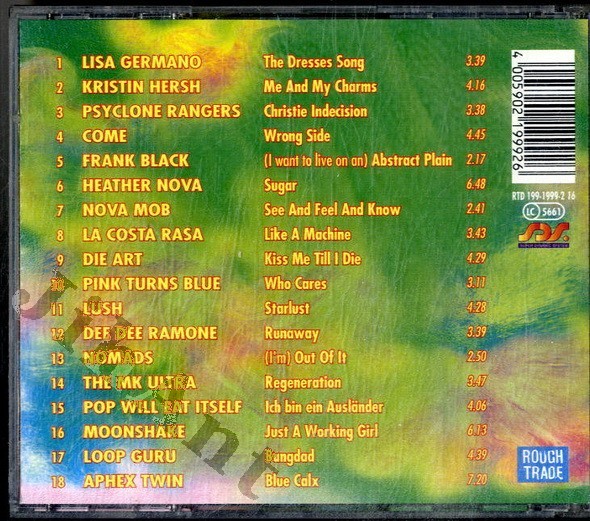 1 LISA GERMANO The Dresses Song 3.39
2 KRISTIN HERSH Me And My Charms 4.16
3 PSYCLONE RANGERS Christie Indecision 3.38
4 COME Wrong Side 4.45
5 FRANK BLACK (I want to live on an) Abstract Plain 2.17
6 HEATHER NOVA Sugar 6.48
7 NOVA MOB See And Feel And Know 2.41
8 LA COSTA RASA Like A Machine 3.43
9 DIE ART Kiss Me Till I Die 4.29
10 PINK TURNS BLUE Who Cares 3.11
11 LUSH Starlust 4.28
12 DEE DEE RAMONE Runaway 3.39
13 NOMADS (I'm) Out Of It 2.50
14 THE MK ULTRA Regeneration 3.47
15 POP WILL EAT ITSELF Ich bin ein Ausländer 4.06
16 MOONSHAKE Just A Working Girl 6.13
17 LOOP GURU Bungdad 4.39
18 APHEX TWIN Blue Calx 7.20
4 005902 199926
RTD 199-1999-2 16
LC 5661
SDS
ROUGH
TRADE